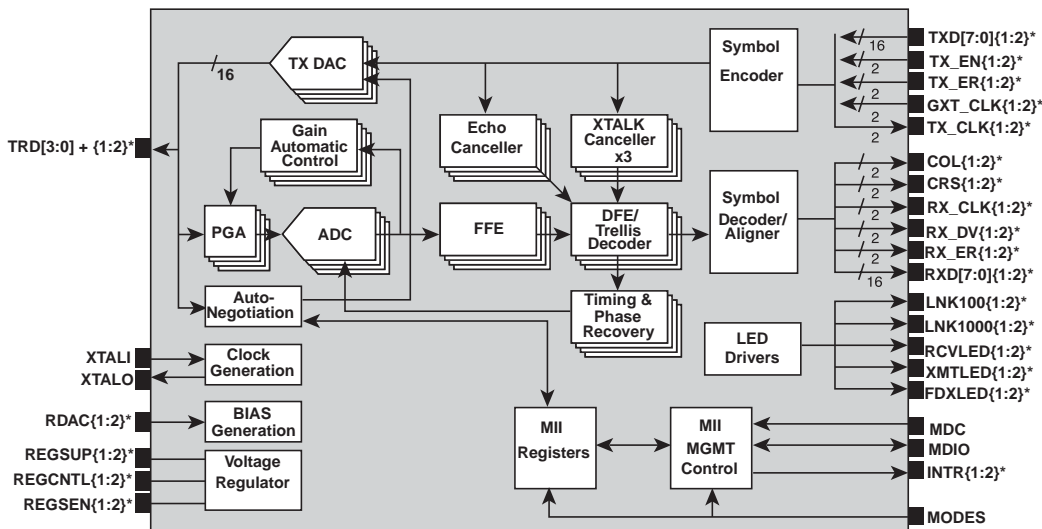 TRD[3:0] + {1:2}*
XTALI
XTALO
RDAC{1:2}*
REGSUP{1:2}*
REGCNTL{1:2}*
REGSEN{1:2}*
16
TX DAC
Gain
Automatic
Control
PGA
ADC
Auto-
Negotiation
Clock
Generation
BIAS
Generation
Voltage
Regulator
Echo
Canceller
XTALK
Canceller
x3
FFE
DFE/
Trellis
Decoder
Timing &
Phase
Recovery
Symbol
Encoder
Symbol
Decoder/
Aligner
LED
Drivers
MII
Registers
MII
MGMT
Control
16
TXD[7:0]{1:2}*
2
TX_EN{1:2}*
2
TX_ER{1:2}*
2
GXT_CLK{1:2}*
2
TX_CLK{1:2}*
2
COL{1:2}*
2
CRS{1:2}*
2
RX_CLK{1:2}*
2
RX_DV{1:2}*
2
RX_ER{1:2}*
16
RXD[7:0]{1:2}*
LNK100{1:2}*
LNK1000{1:2}*
RCVLED{1:2}*
XMTLED{1:2}*
FDXLED{1:2}*
MDC
MDIO
INTR{1:2}*
MODES